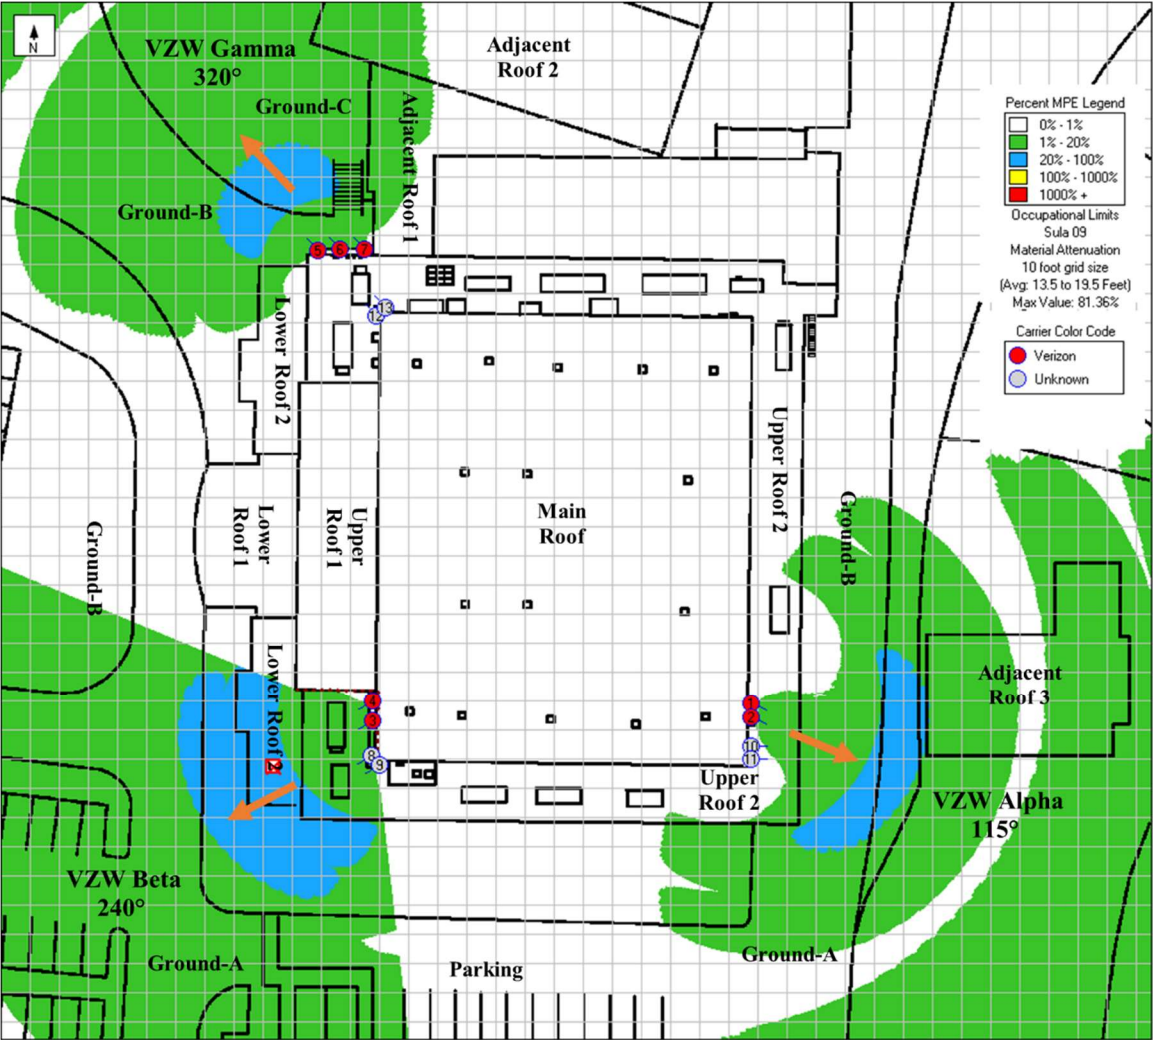 N
VZW Gamma
320°
Adjacent
Roof 2
Ground-C
Adjacent Roof 1
Ground-B
Percent MPE Legend
0% - 1%
1% - 20%
20% - 100%
100% - 1000%
1000% +
Occupational Limits
Sula 09
Material Attenuation
10 foot grid size
(Avg: 13.5 to 19.5 Feet)
Max Value: 81.36%
Carrier Color Code
Verizon
Unknown
5
6
7
13
12
Lower Roof 2
Upper Roof 2
Ground-B
Lower
Roof 1
Upper
Roof 1
Main
Roof
Ground-B
Lower Roof 2
4
3
8
9
1
2
10
11
Adjacent
Roof 3
Upper
Roof 2
VZW Alpha
115°
VZW Beta
240°
Ground-A
Parking
Ground-A